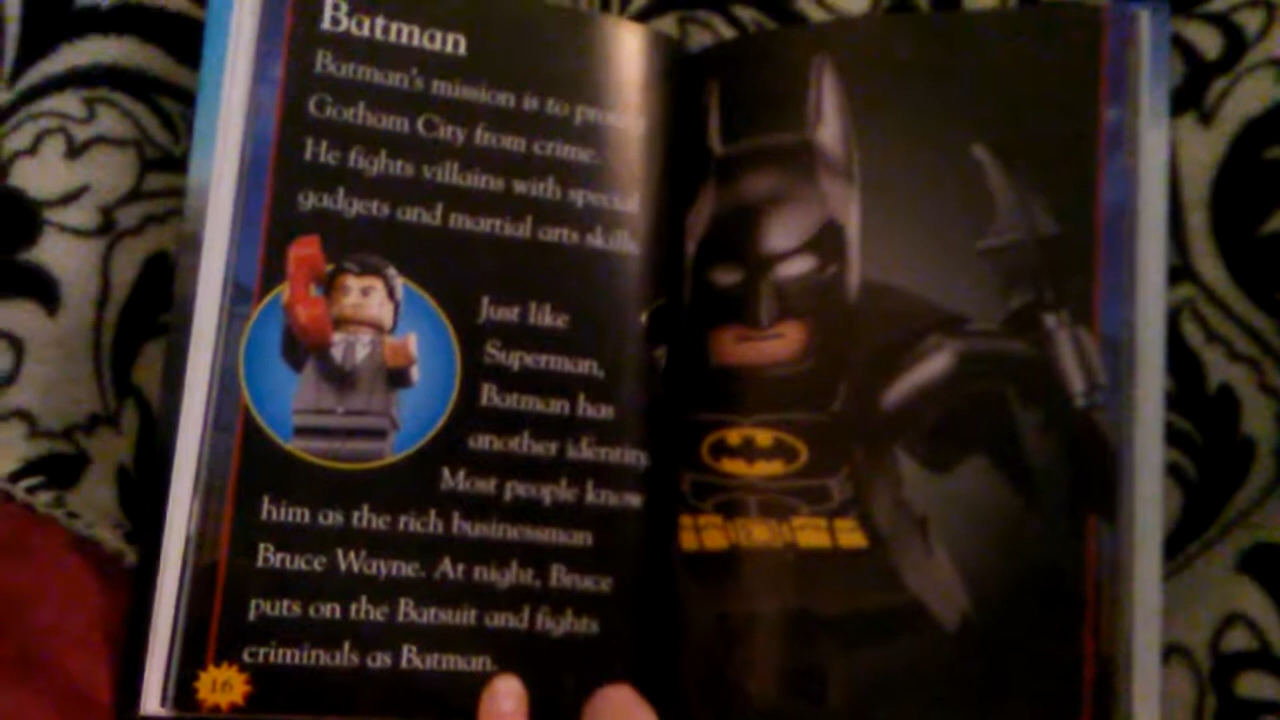 Batman
Batman's mission is to
Gotham City from crime.
He fights villains with special
gadgets and martial arts skills.
Just like
Superman,
Batman has
another identity.
Most people know
him as the rich businessman
Bruce Wayne. At night, Bruce
puts on the Batsuit and fights
criminals as Batman.
16